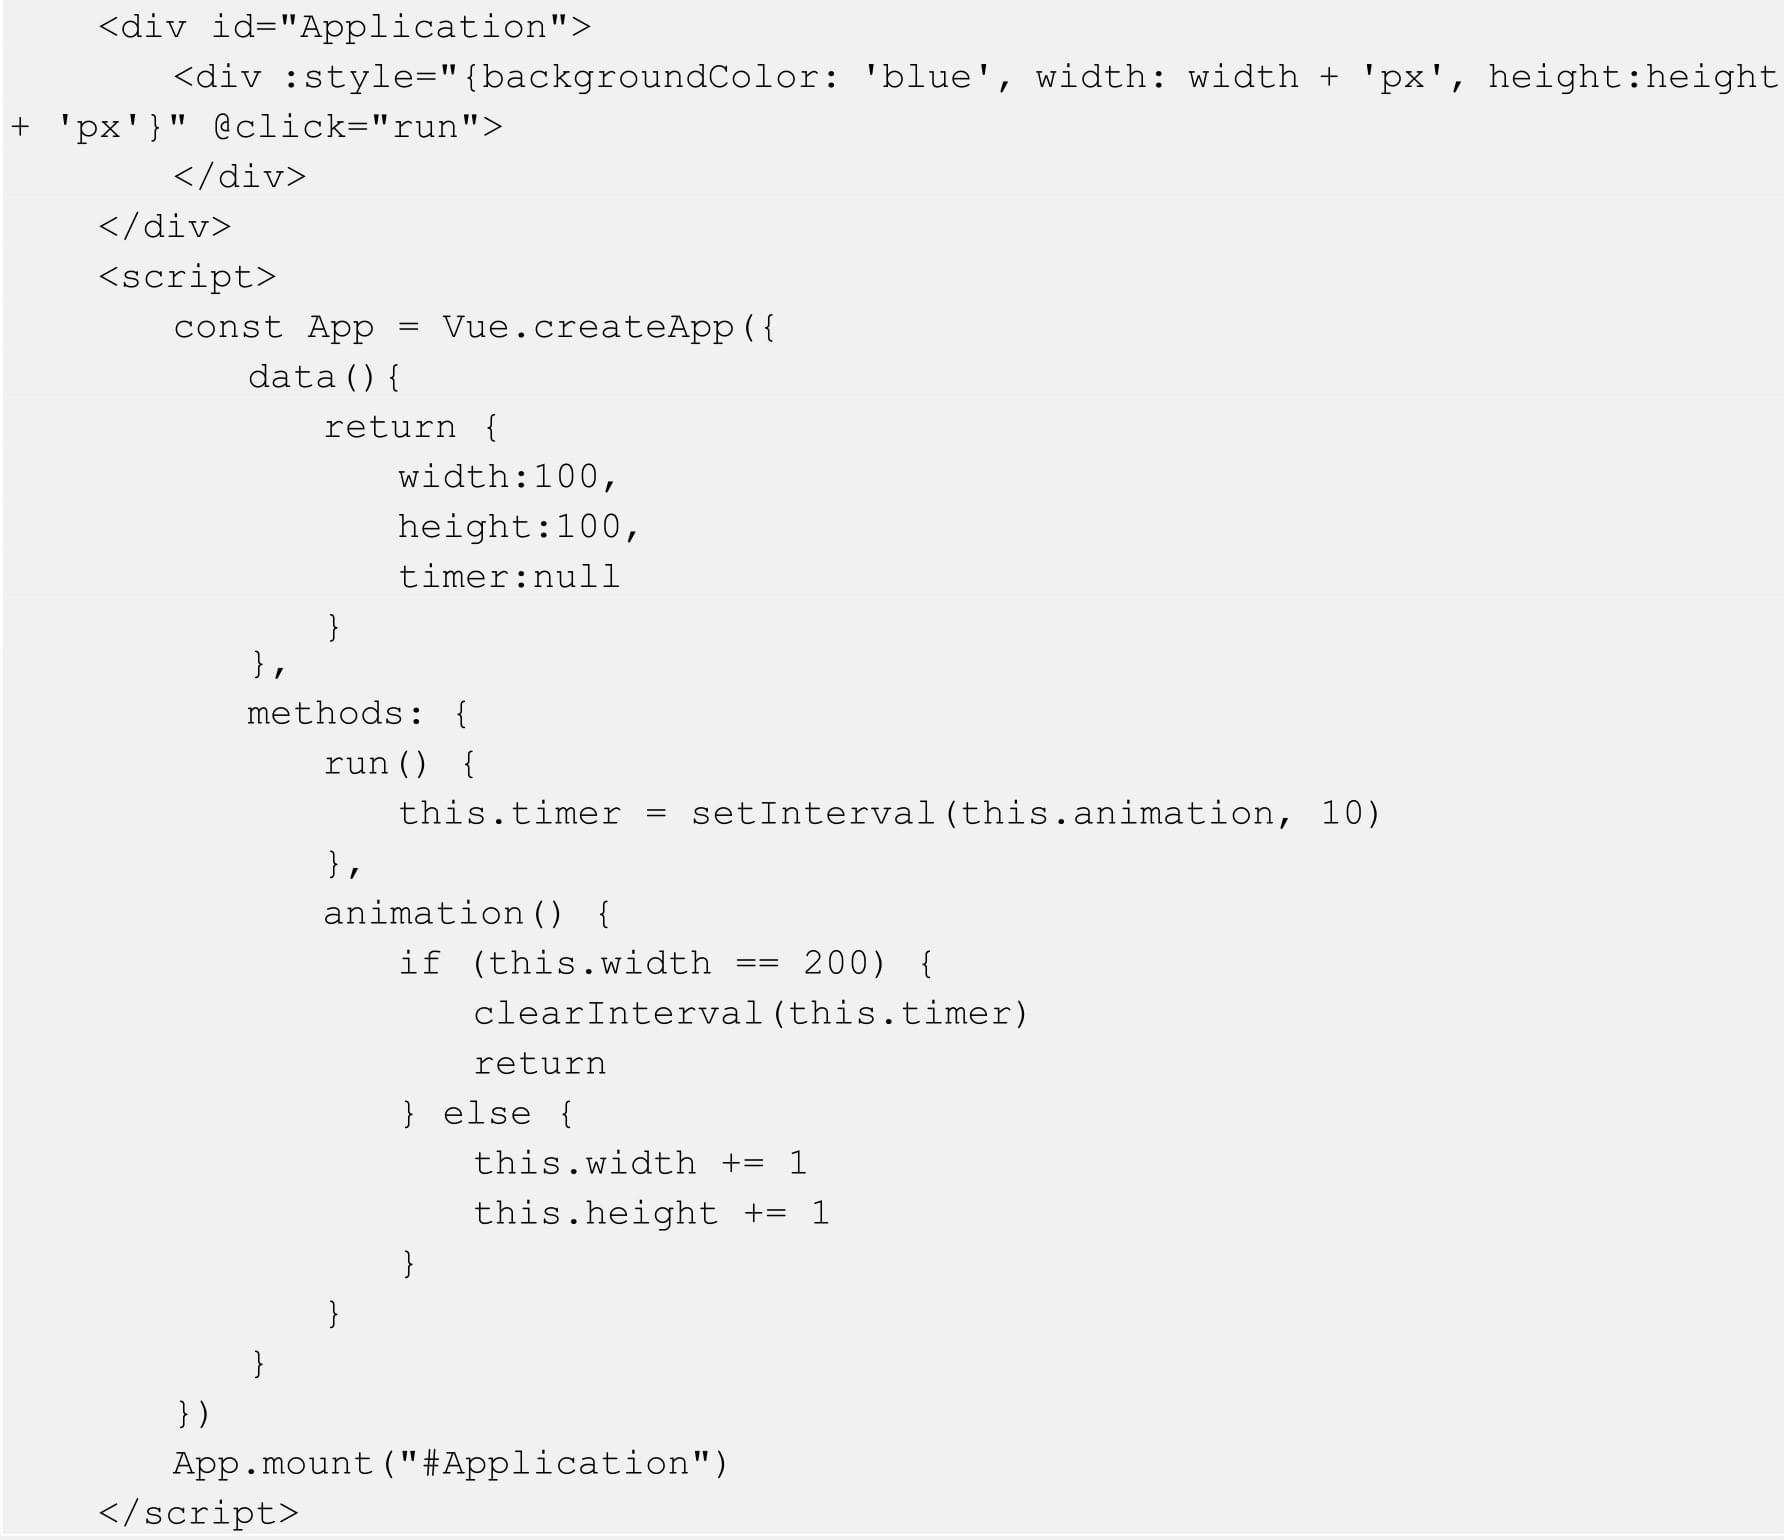 <div id="Application">
<div :style="{backgroundColor: 'blue', width: width + 'px', height:height
+ 'px'}" @click="run">
</div>
</div>
<script>
const App = Vue.createApp({
data(){
return {
width:100,
height:100,
timer:null
}
},
methods: {
run() {
this.timer = setInterval(this.animation, 10)
},
animation() {
if (this.width == 200) {
clearInterval(this.timer)
return
} else {
this.width += 1
this.height += 1
}
}
}
})
App.mount("#Application")
</script>